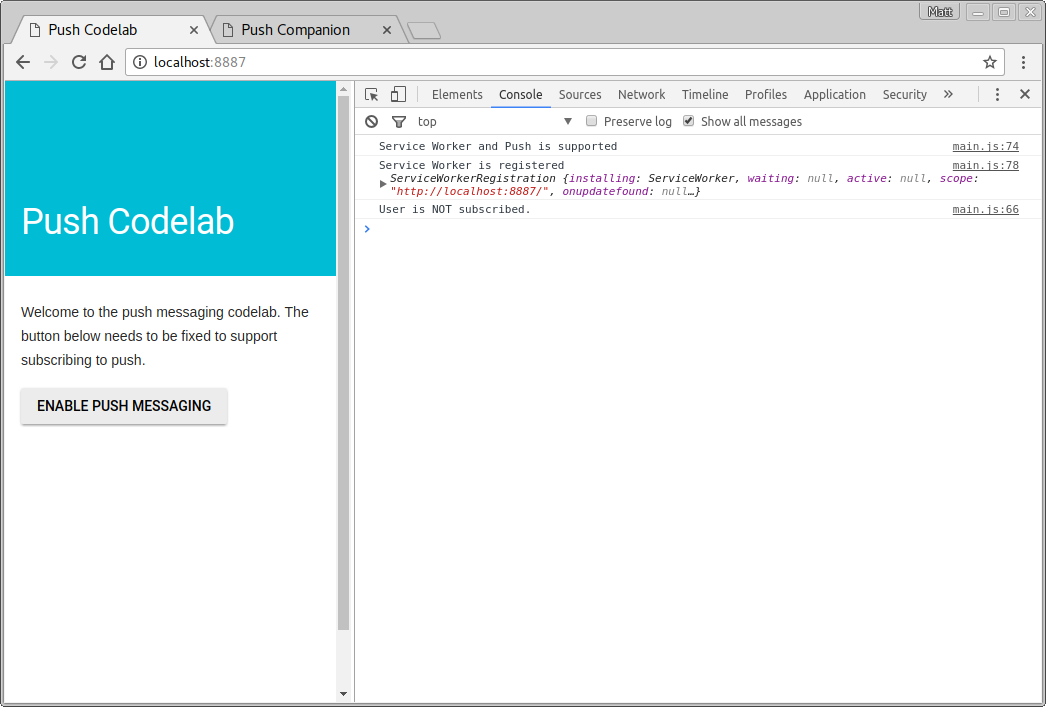 Matt
Push Codelab
Push Companion
localhost:8887
Elements Console Sources Network Timeline Profiles Application Security »
top Preserve log Show all messages
Push Codelab
Welcome to the push messaging codelab. The
button below needs to be fixed to support
subscribing to push.
ENABLE PUSH MESSAGING
Service Worker and Push is supported main.js:74
Service Worker is registered main.js:78
ServiceWorkerRegistration {installing: ServiceWorker, waiting: null, active: null, scope:
"http://localhost:8887/", onupdatefound: null…}
User is NOT subscribed. main.js:66